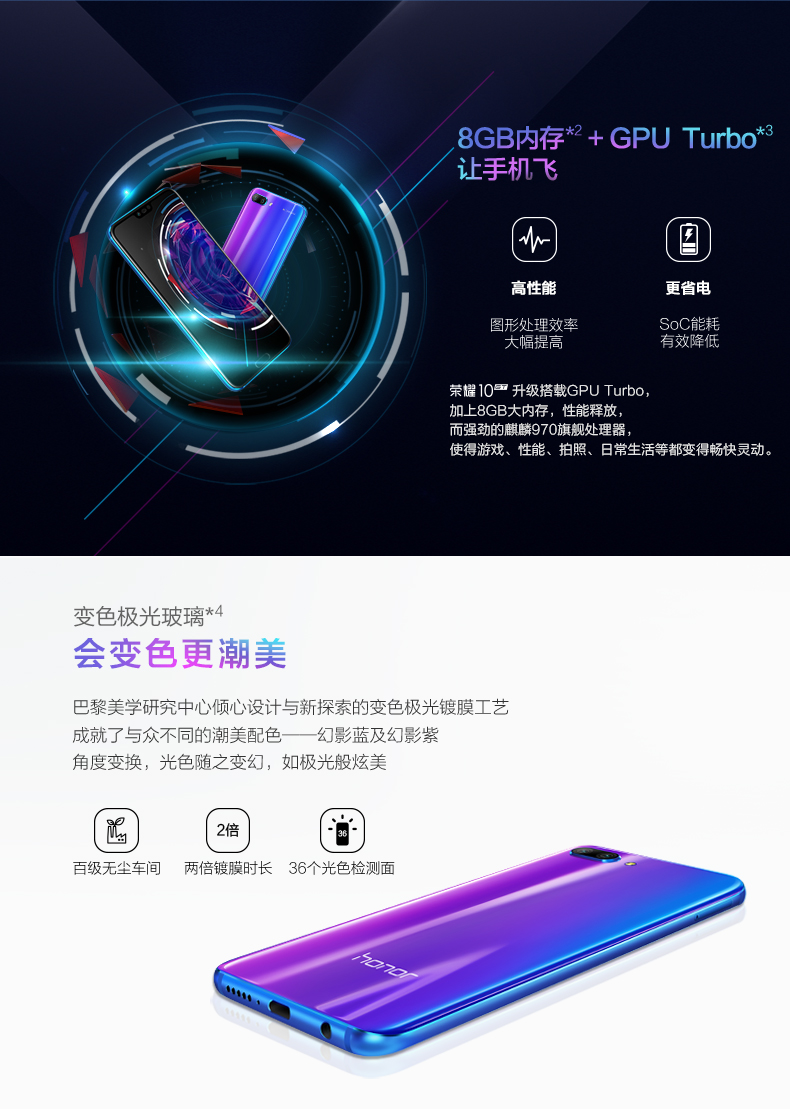 8GB内存*2 + GPU Turbo*3
让手机飞
高性能
更省电
图形处理效率
大幅提高
SoC能耗
有效降低
荣耀10GT 升级搭载GPU Turbo，
加上8GB大内存，性能释放，
而强劲的麒麟970旗舰处理器，
使得游戏、性能、拍照、日常生活等都变得畅快灵动。
变色极光玻璃*4
会变色更潮美
巴黎美学研究中心倾心设计与新探索的变色极光镀膜工艺
成就了与众不同的潮美配色——幻影蓝及幻影紫
角度变换，光色随之变幻，如极光般炫美
2倍
36
百级无尘车间
两倍镀膜时长
36个光色检测面
honor